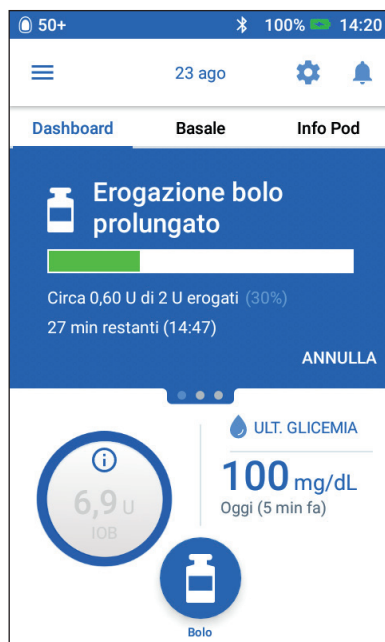 50+ 100% 14:20
23 ago
Dashboard Basale Info Pod
Erogazione bolo
prolungato
Circa 0,60 U di 2 U erogati (30%)
27 min restanti (14:47)
ANNULLA
ULT. GLICEMIA
100 mg/dL
Oggi (5 min fa)
6,9 U
IOB
Bolo